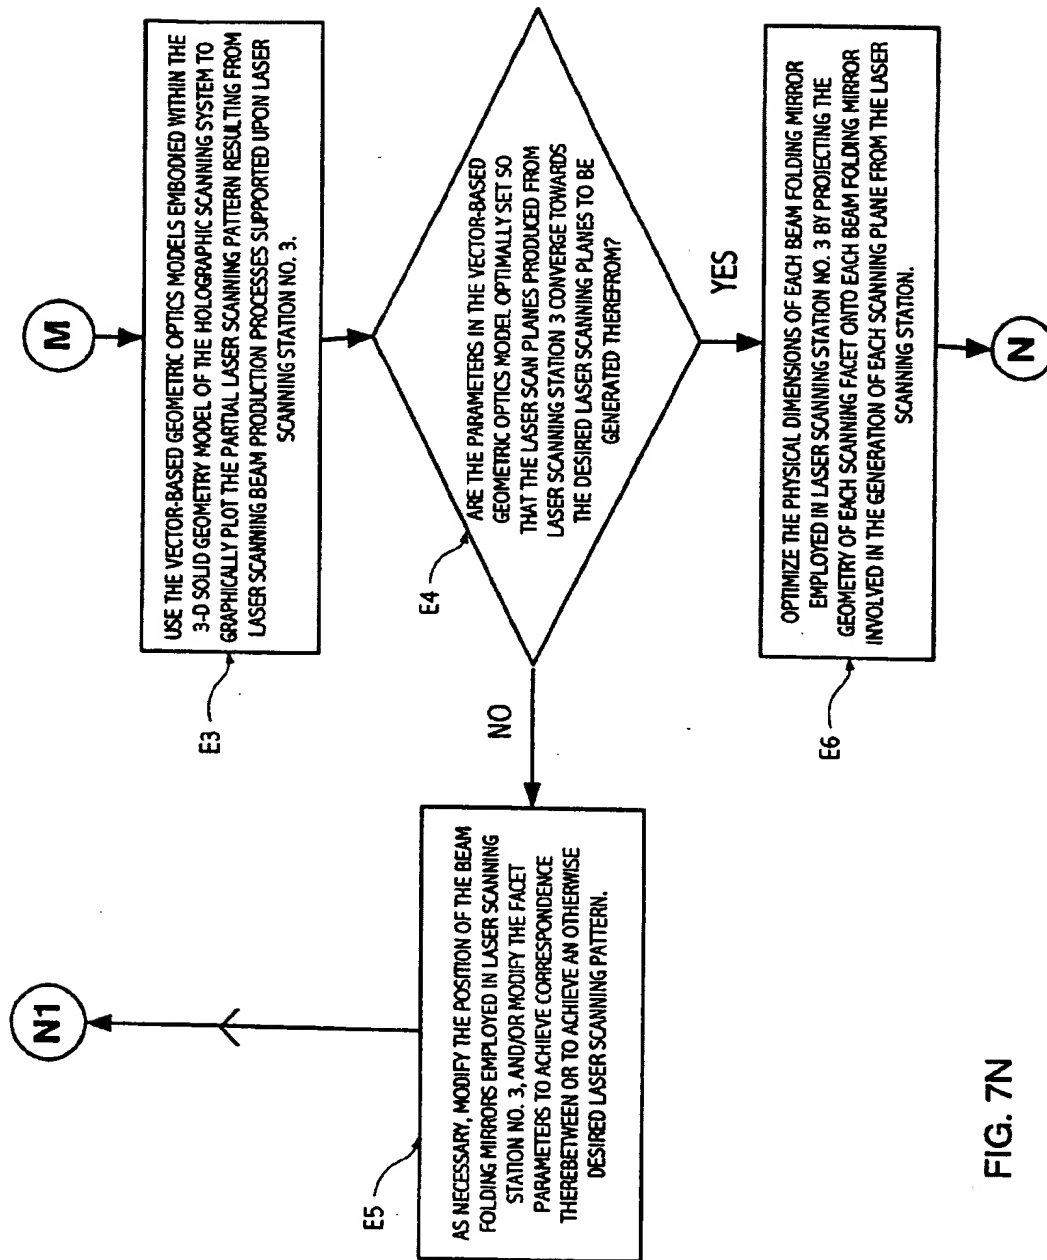 M
USE THE VECTOR-BASED GEOMETRIC OPTICS MODELS EMBODIED WITHIN THE
3-D SOLID GEOMETRY MODEL OF THE HOLOGRAPHIC SCANNING SYSTEM TO
GRAPHICALLY PLOT THE PARTIAL LASER SCANNING PATTERN RESULTING FROM
LASER SCANNING BEAM PRODUCTION PROCESSES SUPPORTED UPON LASER
SCANNING STATION NO. 3.
E3
ARE THE PARAMETERS IN THE VECTOR-BASED
GEOMETRIC OPTICS MODEL OPTIMALLY SET SO
THAT THE LASER SCAN PLANES PRODUCED FROM
LASER SCANNING STATION 3 CONVERGE TOWARDS
THE DESIRED LASER SCANNING PLANES TO BE
GENERATED THEREFROM?
E4
NO
YES
N1
AS NECESSARY, MODIFY THE POSITION OF THE BEAM
FOLDING MIRRORS EMPLOYED IN LASER SCANNING
STATION NO. 3, AND/OR MODIFY THE FACET
PARAMETERS TO ACHIEVE CORRESPONDENCE
THEREBETWEEN OR TO ACHIEVE AN OTHERWISE
DESIRED LASER SCANNING PATTERN.
E5
OPTIMIZE THE PHYSICAL DIMENSIONS OF EACH BEAM FOLDING MIRROR
EMPLOYED IN LASER SCANNING STATION NO. 3 BY PROJECTING THE
GEOMETRY OF EACH SCANNING FACET ONTO EACH BEAM FOLDING MIRROR
INVOLVED IN THE GENERATION OF EACH SCANNING PLANE FROM THE LASER
SCANNING STATION.
E6
N
FIG. 7N